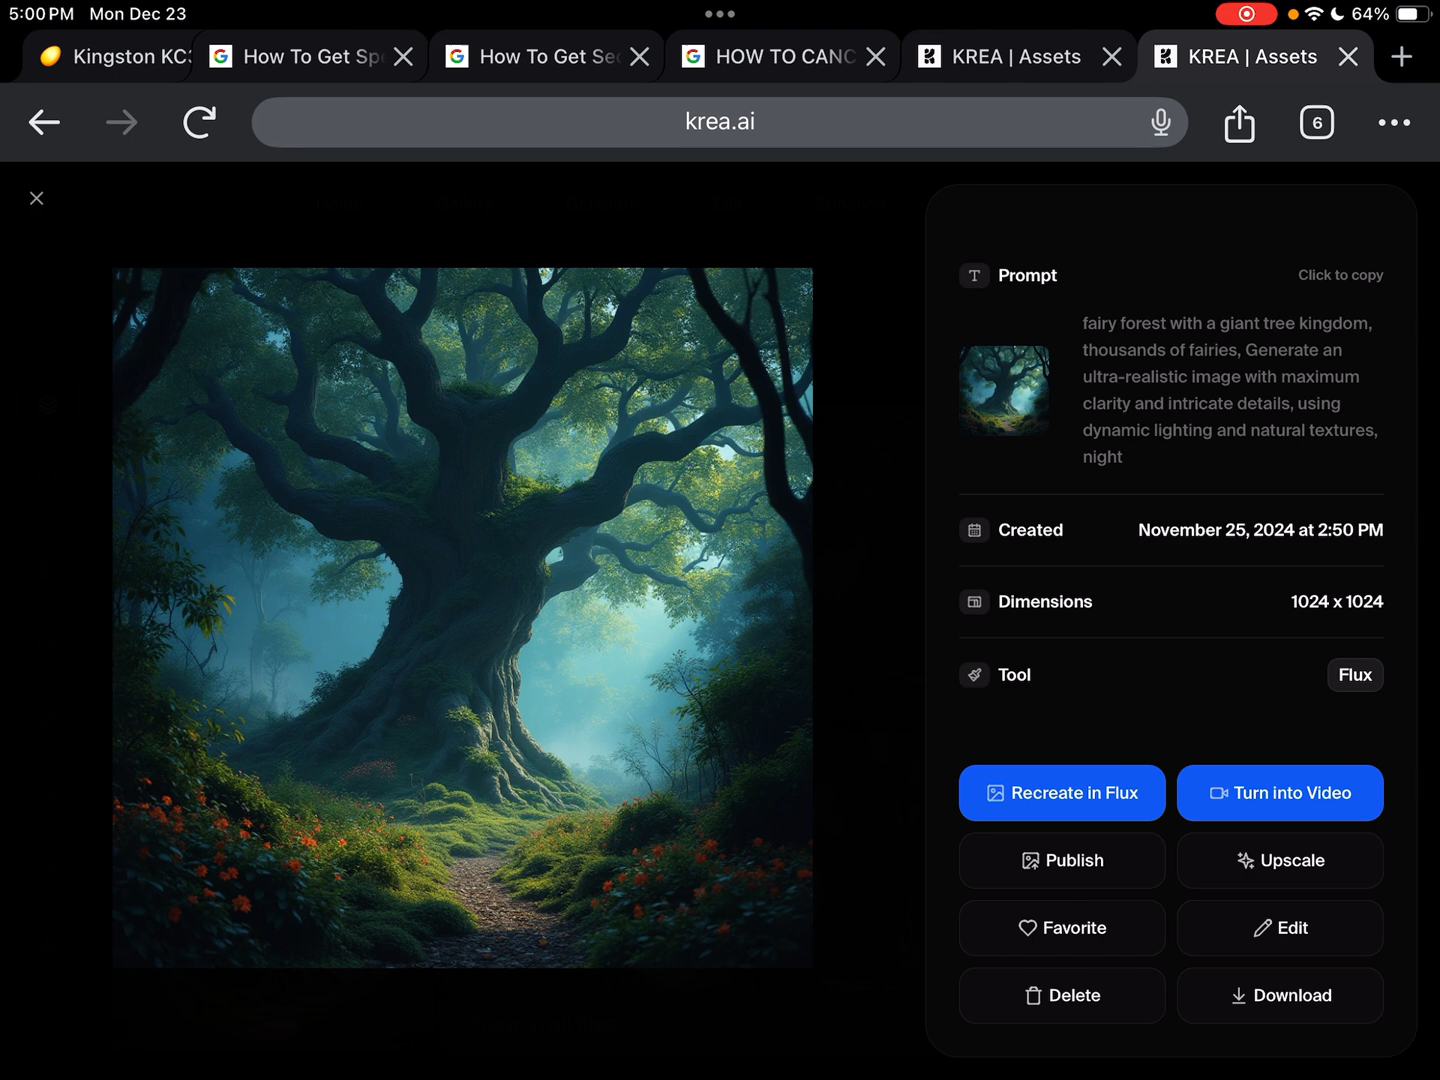 5:00 PM Mon Dec 23
64%
Kingston KC3
How To Get Spe
How To Get Sec
HOW TO CANC
KREA | Assets
KREA | Assets
krea.ai
6
Prompt
Click to copy
fairy forest with a giant tree kingdom,
thousands of fairies, Generate an
ultra-realistic image with maximum
clarity and intricate details, using
dynamic lighting and natural textures,
night
Created
November 25, 2024 at 2:50 PM
Dimensions
1024 x 1024
Tool
Flux
Recreate in Flux
Turn into Video
Publish
Upscale
Favorite
Edit
Delete
Download